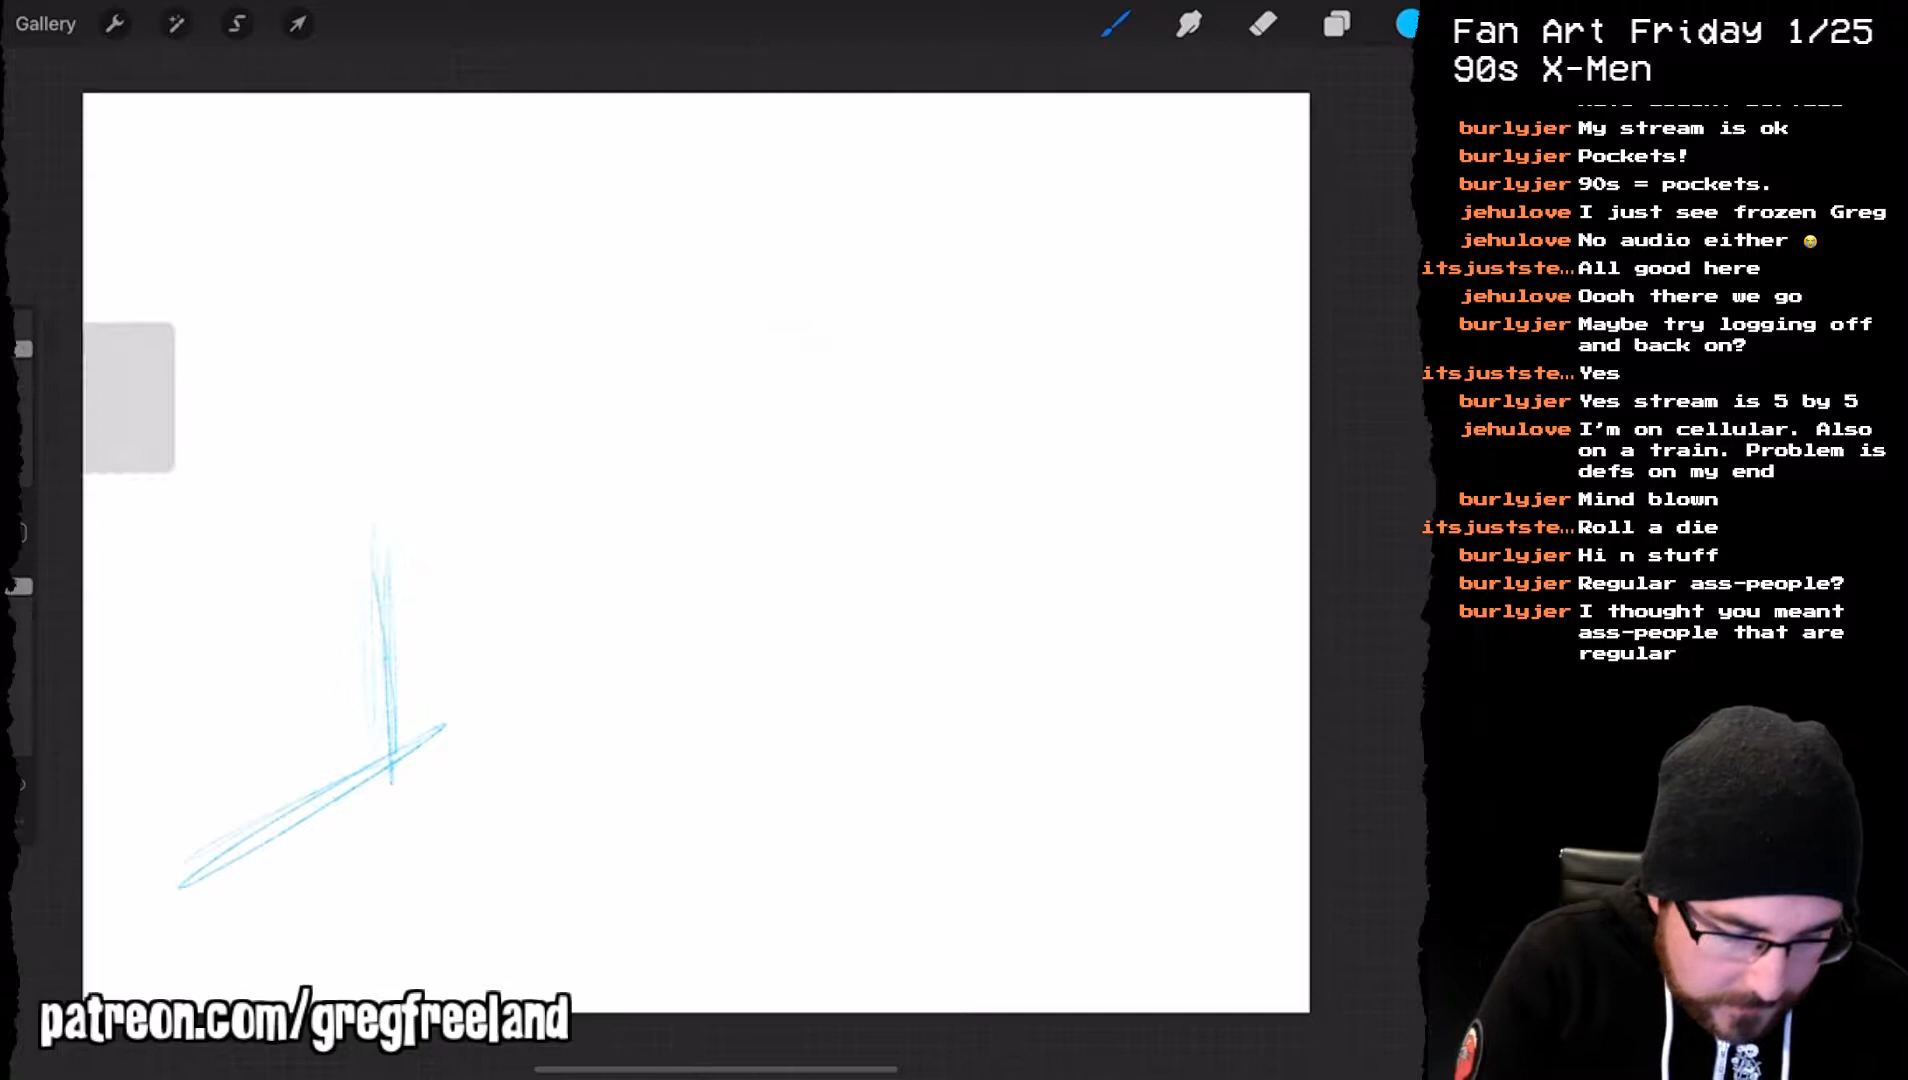 Gallery
Fan Art Friday 1/25
90s X-Men
burlyjer My stream is ok
burlyjer Pockets!
burlyjer 90s = pockets.
jehulove I just see frozen Greg
jehulove No audio either 😭
itsjustste… All good here
jehulove Oooh there we go
burlyjer Maybe try logging off
and back on?
itsjustste… Yes
burlyjer Yes stream is 5 by 5
jehulove I'm on cellular. Also
on a train. Problem is
defs on my end
burlyjer Mind blown
itsjustste… Roll a die
burlyjer Hi n stuff
burlyjer Regular ass-people?
burlyjer I thought you meant
ass-people that are
regular
patreon.com/gregfreeland